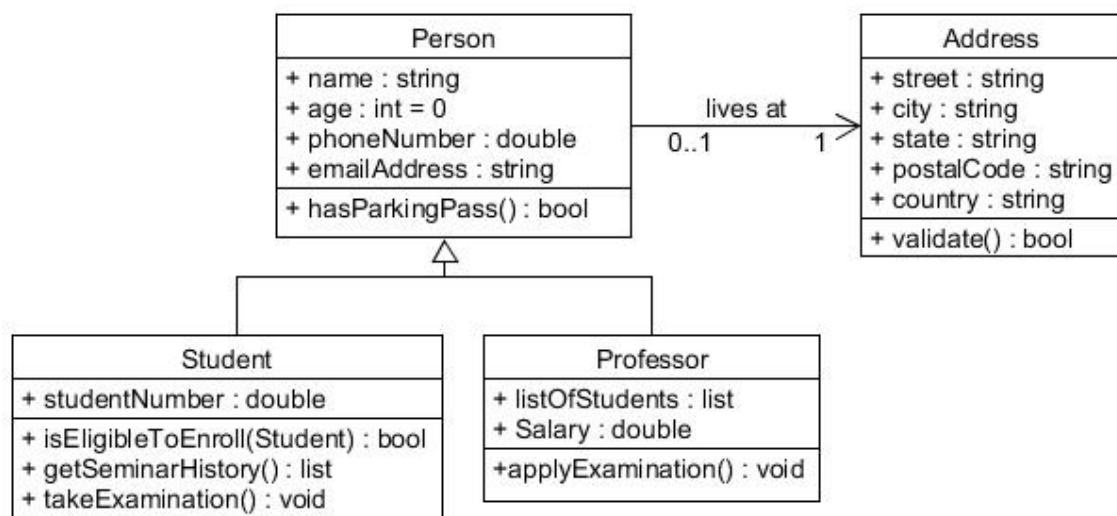 Person
+ name : string
+ age : int = 0
+ phoneNumber : double
+ emailAddress : string
+ hasParkingPass() : bool
lives at
0..1
1
Address
+ street : string
+ city : string
+ state : string
+ postalCode : string
+ country : string
+ validate() : bool
Student
+ studentNumber : double
+ isEligibleToEnroll(Student) : bool
+ getSeminarHistory() : list
+ takeExamination() : void
Professor
+ listOfStudents : list
+ Salary : double
+applyExamination() : void